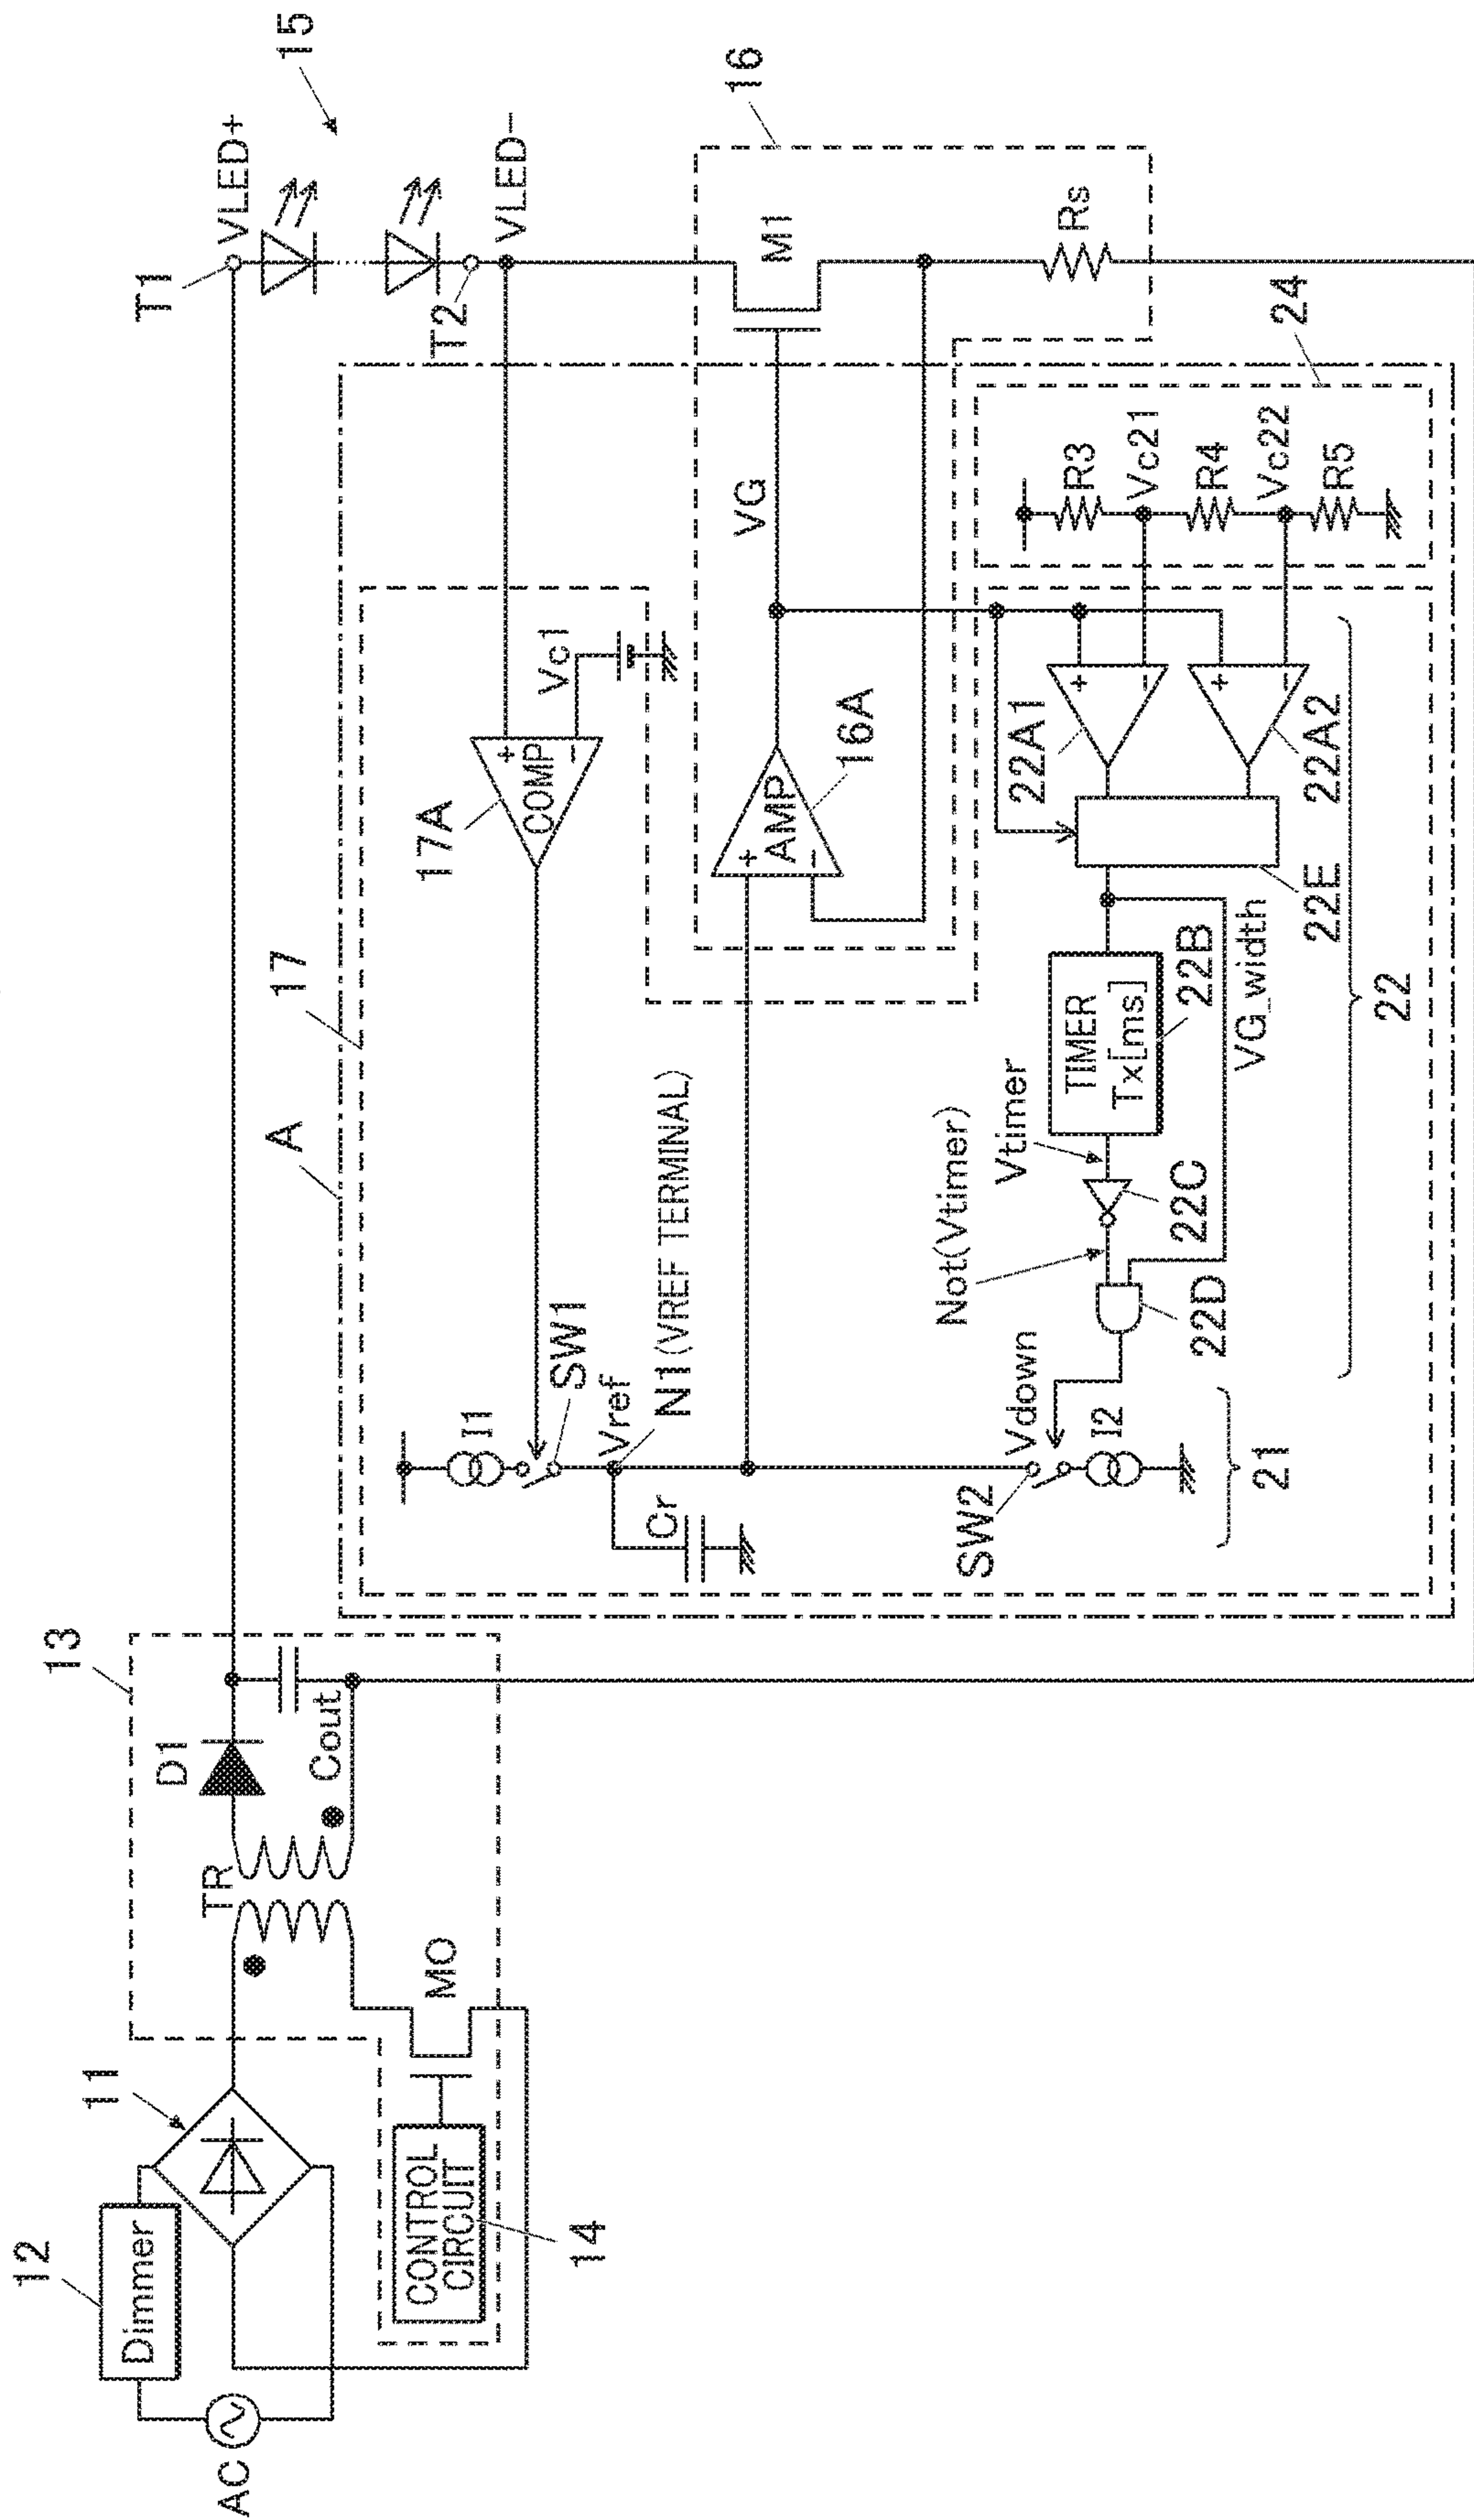 AC
12
Dimmer
11
CONTROL
CIRCUIT
14
MO
TR
D1
Cout
13
A
17
I1
SW1
Vref
N1 (VREF TERMINAL)
Cr
SW2
Vdown
I2
21
17A
COMP
+
−
Vc1
AMP
+
−
16A
VG
Not(Vtimer)
Vtimer
TIMER
Tx[ms]
22B
22C
22D
VG_width
22E
22A1
+
−
22A2
+
−
22
R3
Vc21
R4
Vc22
R5
24
T1
VLED+
15
T2
VLED−
16
M1
Rs